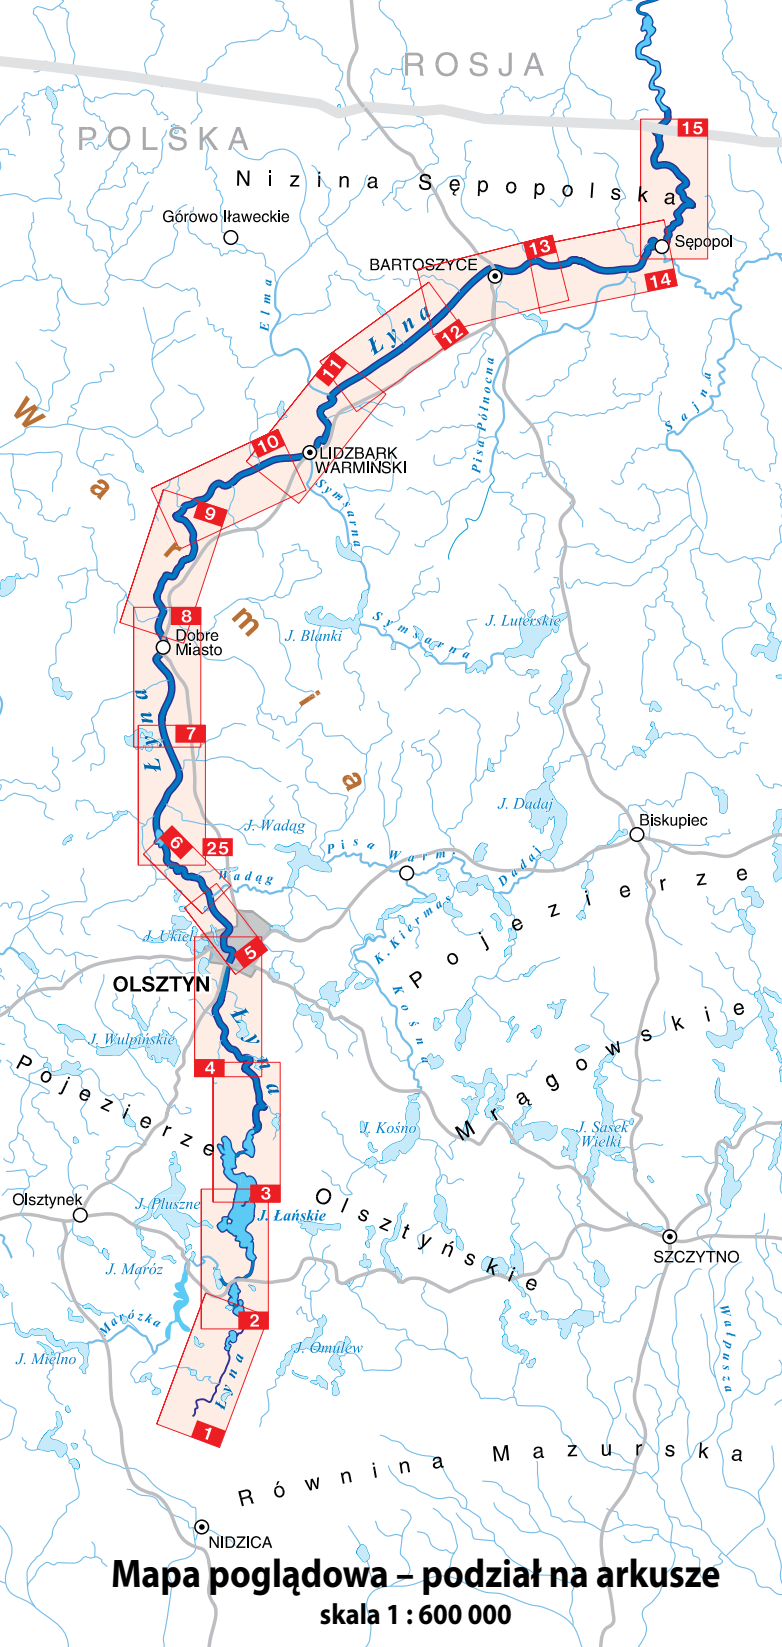 ROSJA
POLSKA
15
Nizina Sępopolska
Górowo Iławeckie
Sępopol
13
BARTOSZYCE
14
Elma
Łyna
12
11
Pisa Północna
Sajna
10
LIDZBARK
WARMIŃSKI
Symsarna
9
Warmia
8
Dobre
Miasto
J. Blanki
Symsarna
J. Luterskie
Łyna
7
J. Dadaj
Biskupiec
J. Wadąg
6
25
Pisa Warmi.
Dadaj
Wadąg
K. Kiermas
J. Ukiel
5
Kośna
OLSZTYN
Łyna
J. Wulpińskie
4
Pojezierze Mrągowskie
J. Kośno
J. Sasek
Wielki
Pojezierze Olsztyńskie
3
Olsztynek
J. Pluszne
J. Łańskie
SZCZYTNO
J. Maróz
Marózka
2
J. Mielno
J. Omulew
Wałpusza
Łyna
1
Równina Mazurska
NIDZICA
Mapa poglądowa – podział na arkusze
skala 1 : 600 000